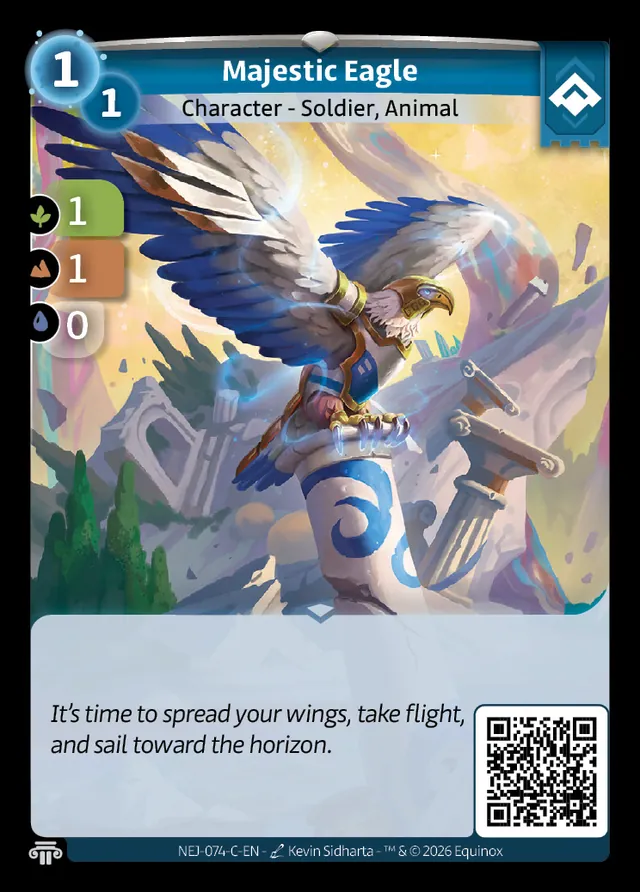 1
Majestic Eagle
1
Character - Soldier, Animal
1
1
0
It's time to spread your wings, take flight,
and sail toward the horizon.
NEJ-074-C-EN - Kevin Sidharta - ™ & © 2026 Equinox